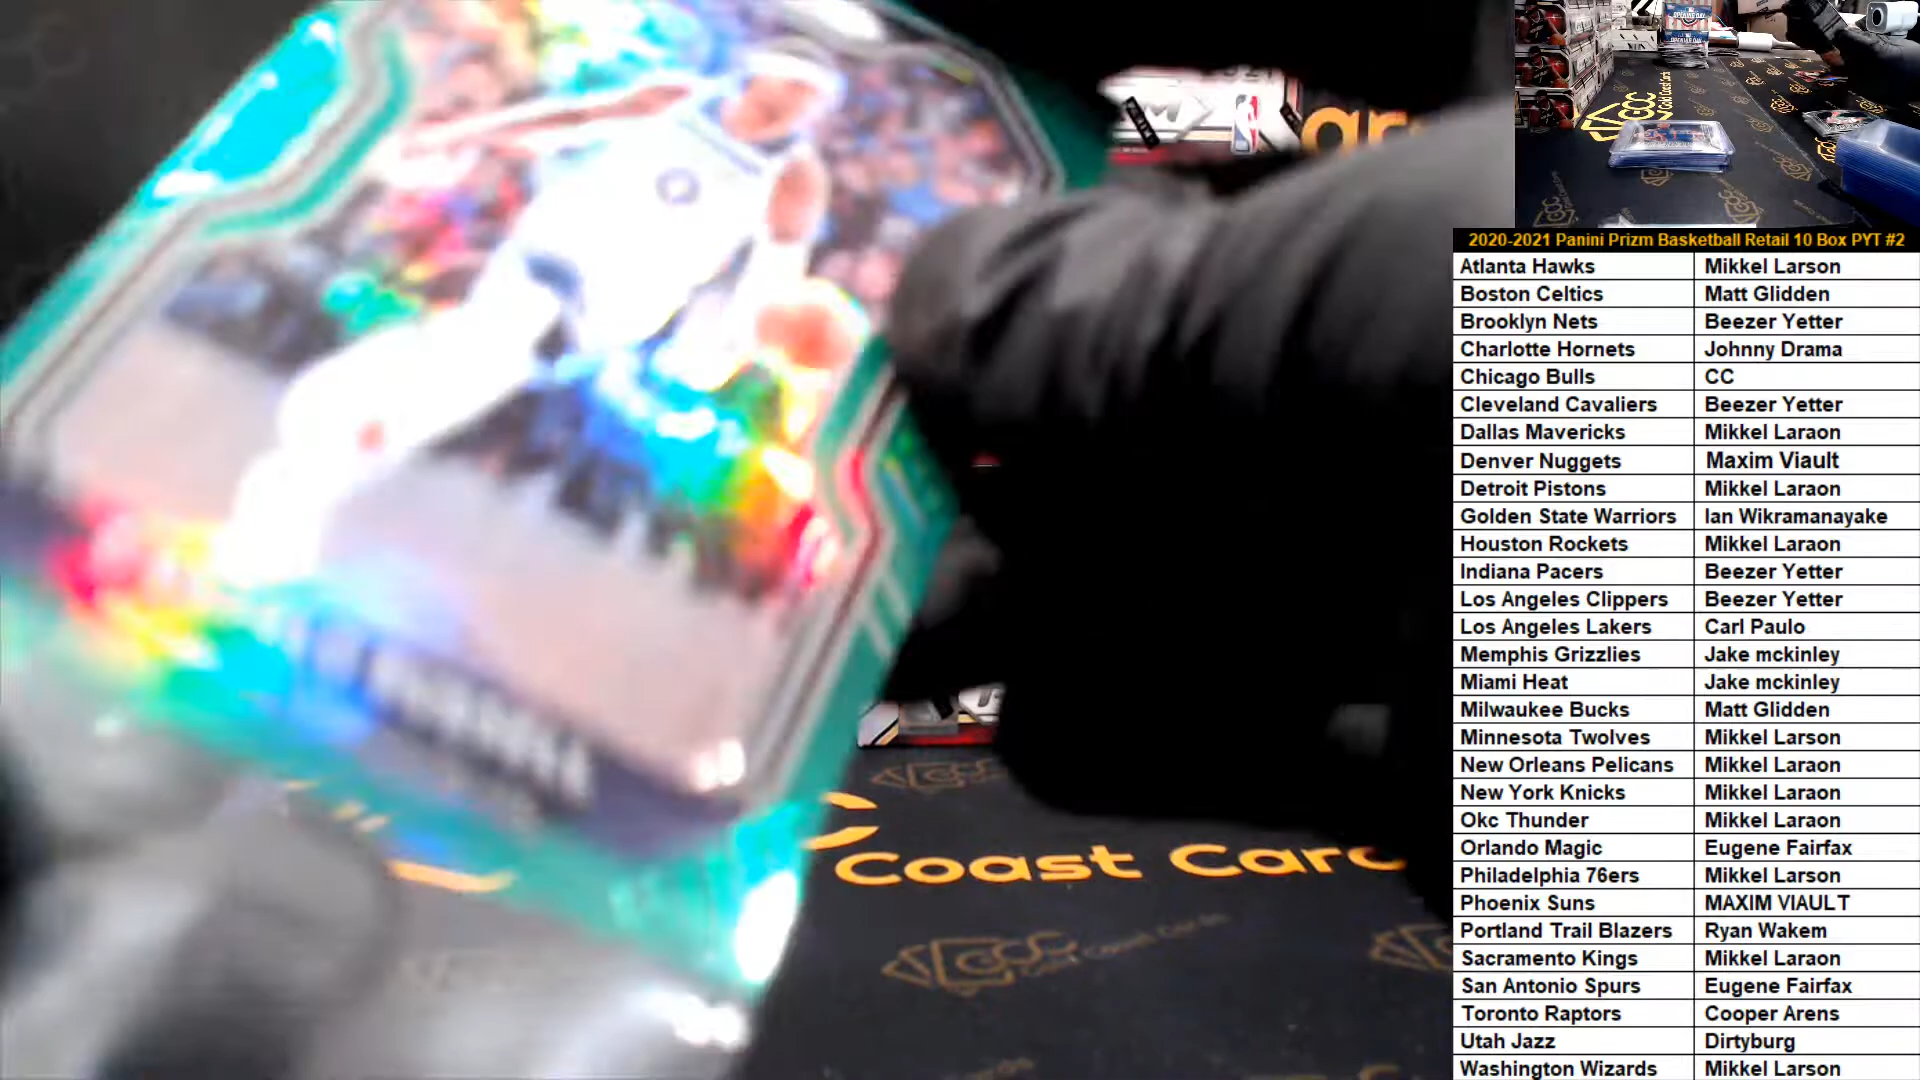 2020-2021 Panini Prizm Basketball Retail 10 Box PYT #2
Atlanta Hawks Mikkel Larson
Boston Celtics Matt Glidden
Brooklyn Nets Beezer Yetter
Charlotte Hornets Johnny Drama
Chicago Bulls CC
Cleveland Cavaliers Beezer Yetter
Dallas Mavericks Mikkel Laraon
Denver Nuggets Maxim Viault
Detroit Pistons Mikkel Laraon
Golden State Warriors Ian Wikramanayake
Houston Rockets Mikkel Laraon
Indiana Pacers Beezer Yetter
Los Angeles Clippers Beezer Yetter
Los Angeles Lakers Carl Paulo
Memphis Grizzlies Jake mckinley
Miami Heat Jake mckinley
Milwaukee Bucks Matt Glidden
Minnesota Twolves Mikkel Larson
New Orleans Pelicans Mikkel Laraon
New York Knicks Mikkel Laraon
Okc Thunder Mikkel Laraon
Orlando Magic Eugene Fairfax
Philadelphia 76ers Mikkel Larson
Phoenix Suns MAXIM VIAULT
Portland Trail Blazers Ryan Wakem
Sacramento Kings Mikkel Laraon
San Antonio Spurs Eugene Fairfax
Toronto Raptors Cooper Arens
Utah Jazz Dirtyburg
Washington Wizards Mikkel Larson
Coast Card